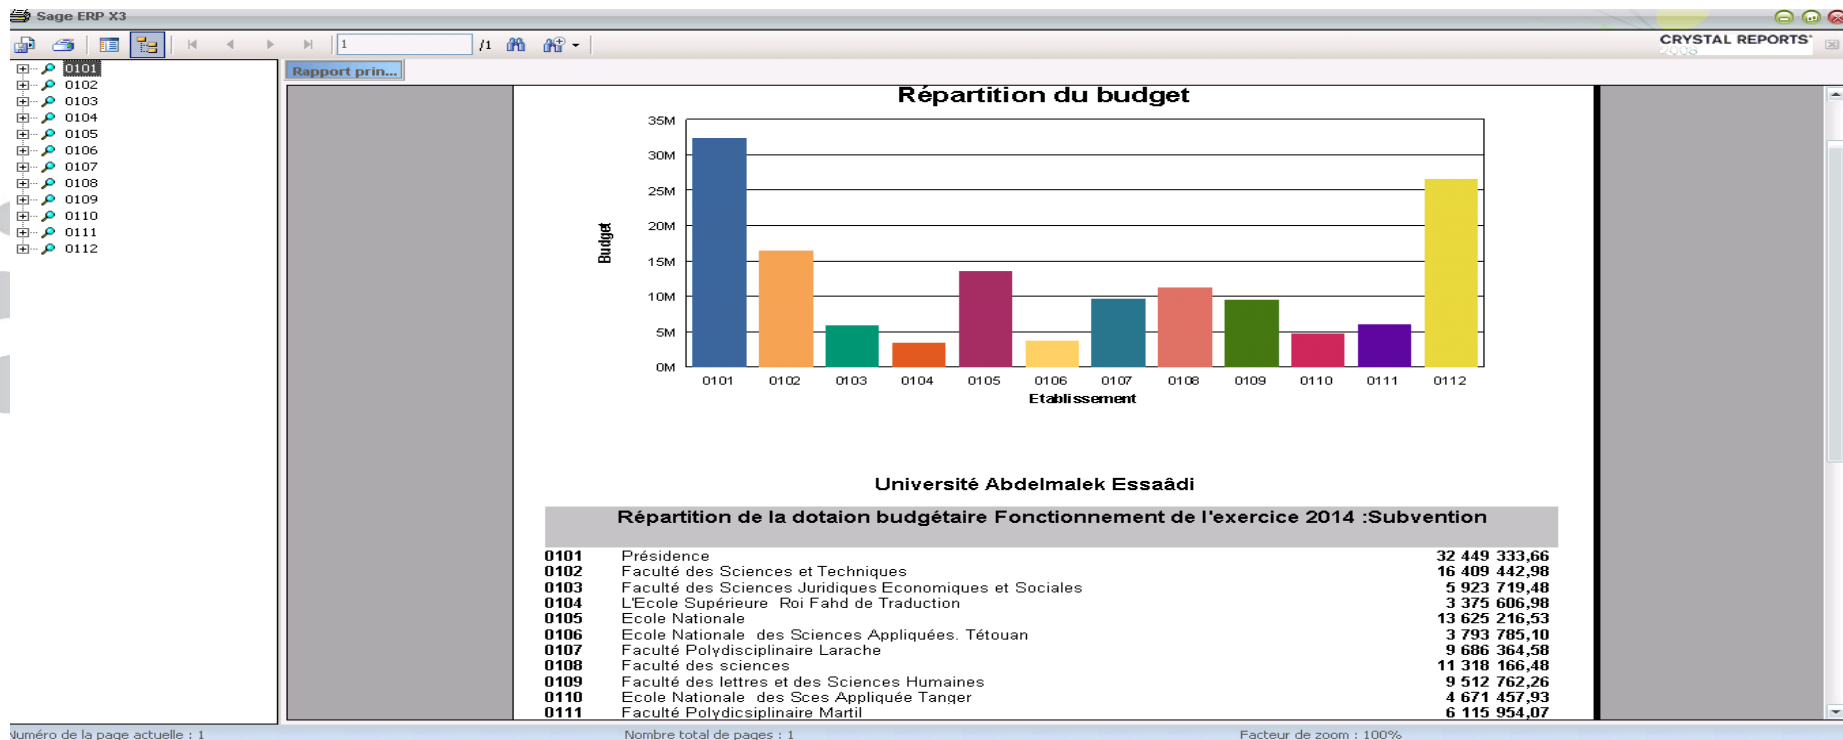 Sage ERP X3
1 /1
CRYSTAL REPORTS
2008
0101
0102
0103
0104
0105
0106
0107
0108
0109
0110
0111
0112
Rapport prin...
Répartition du budget
35M
30M
25M
20M
15M
10M
5M
0M
Budget
0101 0102 0103 0104 0105 0106 0107 0108 0109 0110 0111 0112
Etablissement
Université Abdelmalek Essaâdi
Répartition de la dotaion budgétaire Fonctionnement de l'exercice 2014 :Subvention
0101 Présidence 32 449 333,66
0102 Faculté des Sciences et Techniques 16 409 442,98
0103 Faculté des Sciences Juridiques Economiques et Sociales 5 923 719,48
0104 L'Ecole Supérieure Roi Fahd de Traduction 3 375 606,98
0105 Ecole Nationale 13 625 216,53
0106 Ecole Nationale des Sciences Appliquées. Tétouan 3 793 785,10
0107 Faculté Polydisciplinaire Larache 9 686 364,58
0108 Faculté des sciences 11 318 166,48
0109 Faculté des lettres et des Sciences Humaines 9 512 762,26
0110 Ecole Nationale des Sces Appliquée Tanger 4 671 457,93
0111 Faculté Polydicsiplinaire Martil 6 115 954,07
Numéro de la page actuelle : 1 Nombre total de pages : 1 Facteur de zoom : 100%